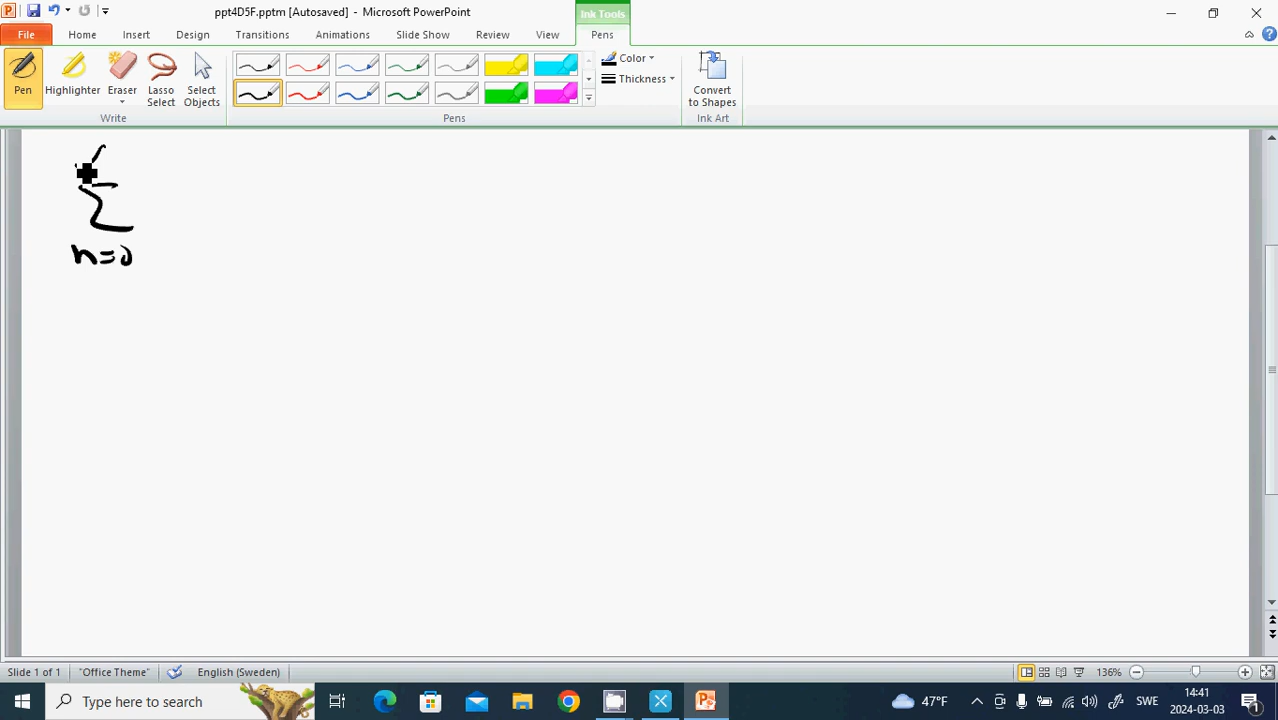 ppt4D5F.pptm [Autosaved] - Microsoft PowerPoint
Ink Tools
File Home Insert Design Transitions Animations Slide Show Review View Pens
Pen
Highlighter
Eraser
Lasso Select
Select Objects
Color
Thickness
Convert to Shapes
Write
Pens
Ink Art
Σ
n=0
Slide 1 of 1
"Office Theme"
English (Sweden)
136%
Type here to search
47°F
SWE
14:41
2024-03-03
1